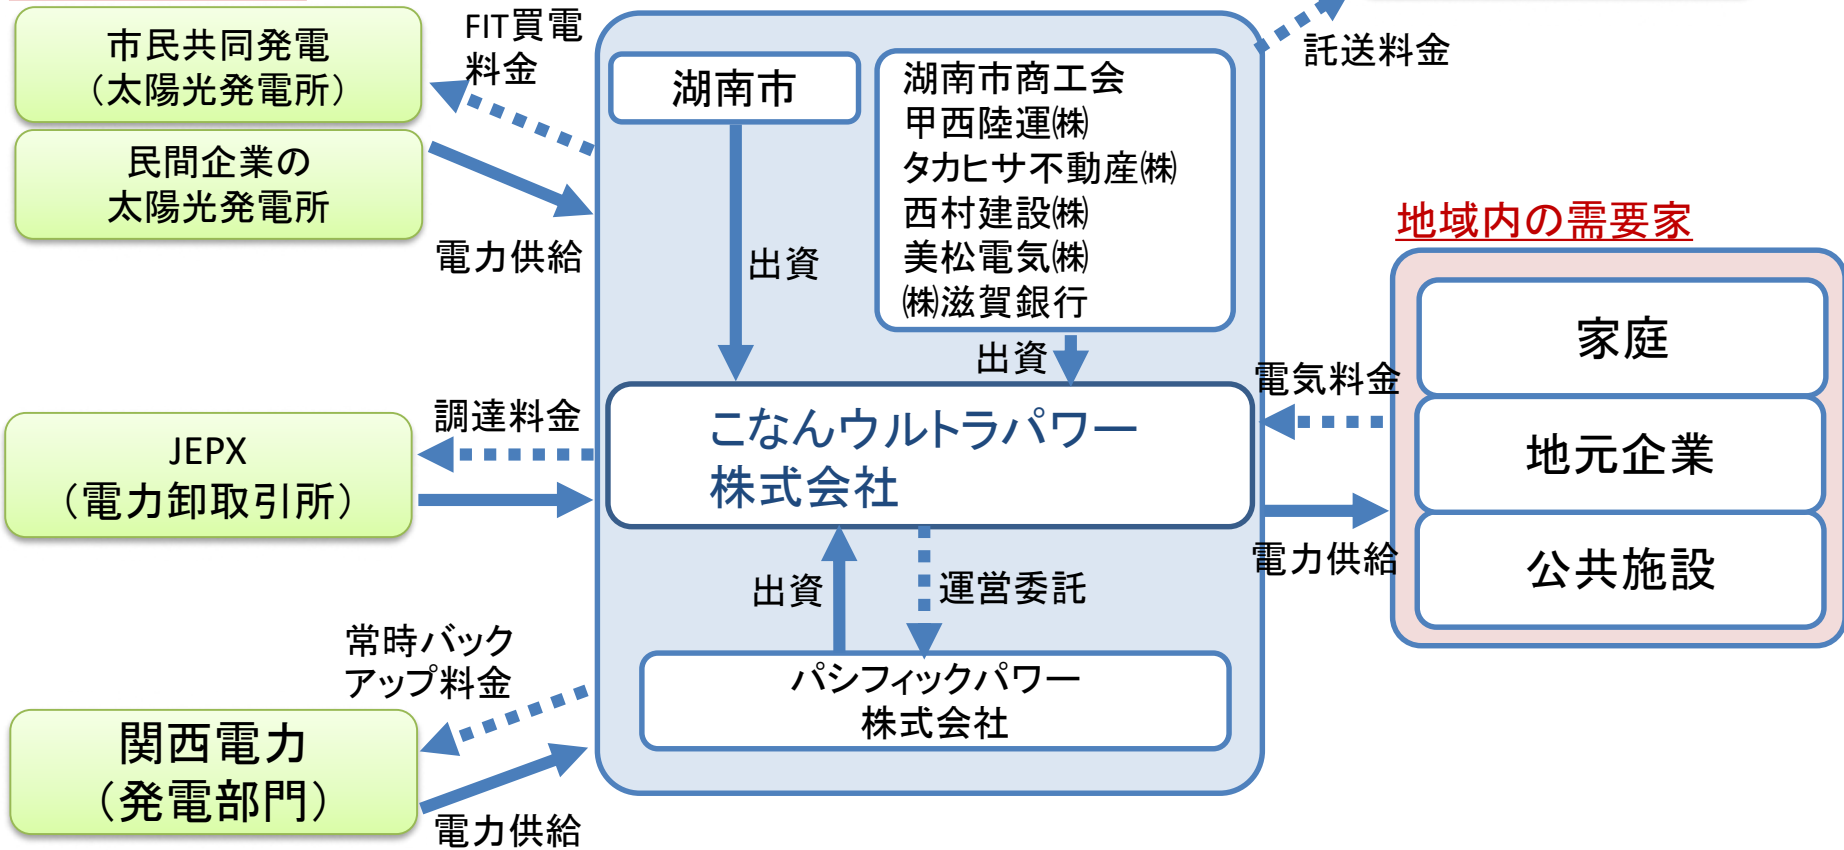 市民共同発電
（太陽光発電所）
民間企業の
太陽光発電所
FIT買電
料金
電力供給
湖南市
湖南市商工会
甲西陸運㈱
タカヒサ不動産㈱
西村建設㈱
美松電気㈱
㈱滋賀銀行
託送料金
出資
出資
地域内の需要家
家庭
地元企業
公共施設
電気料金
電力供給
調達料金
JEPX
（電力卸取引所）
こなんウルトラパワー
株式会社
出資
運営委託
パシフィックパワー
株式会社
常時バック
アップ料金
関西電力
（発電部門）
電力供給